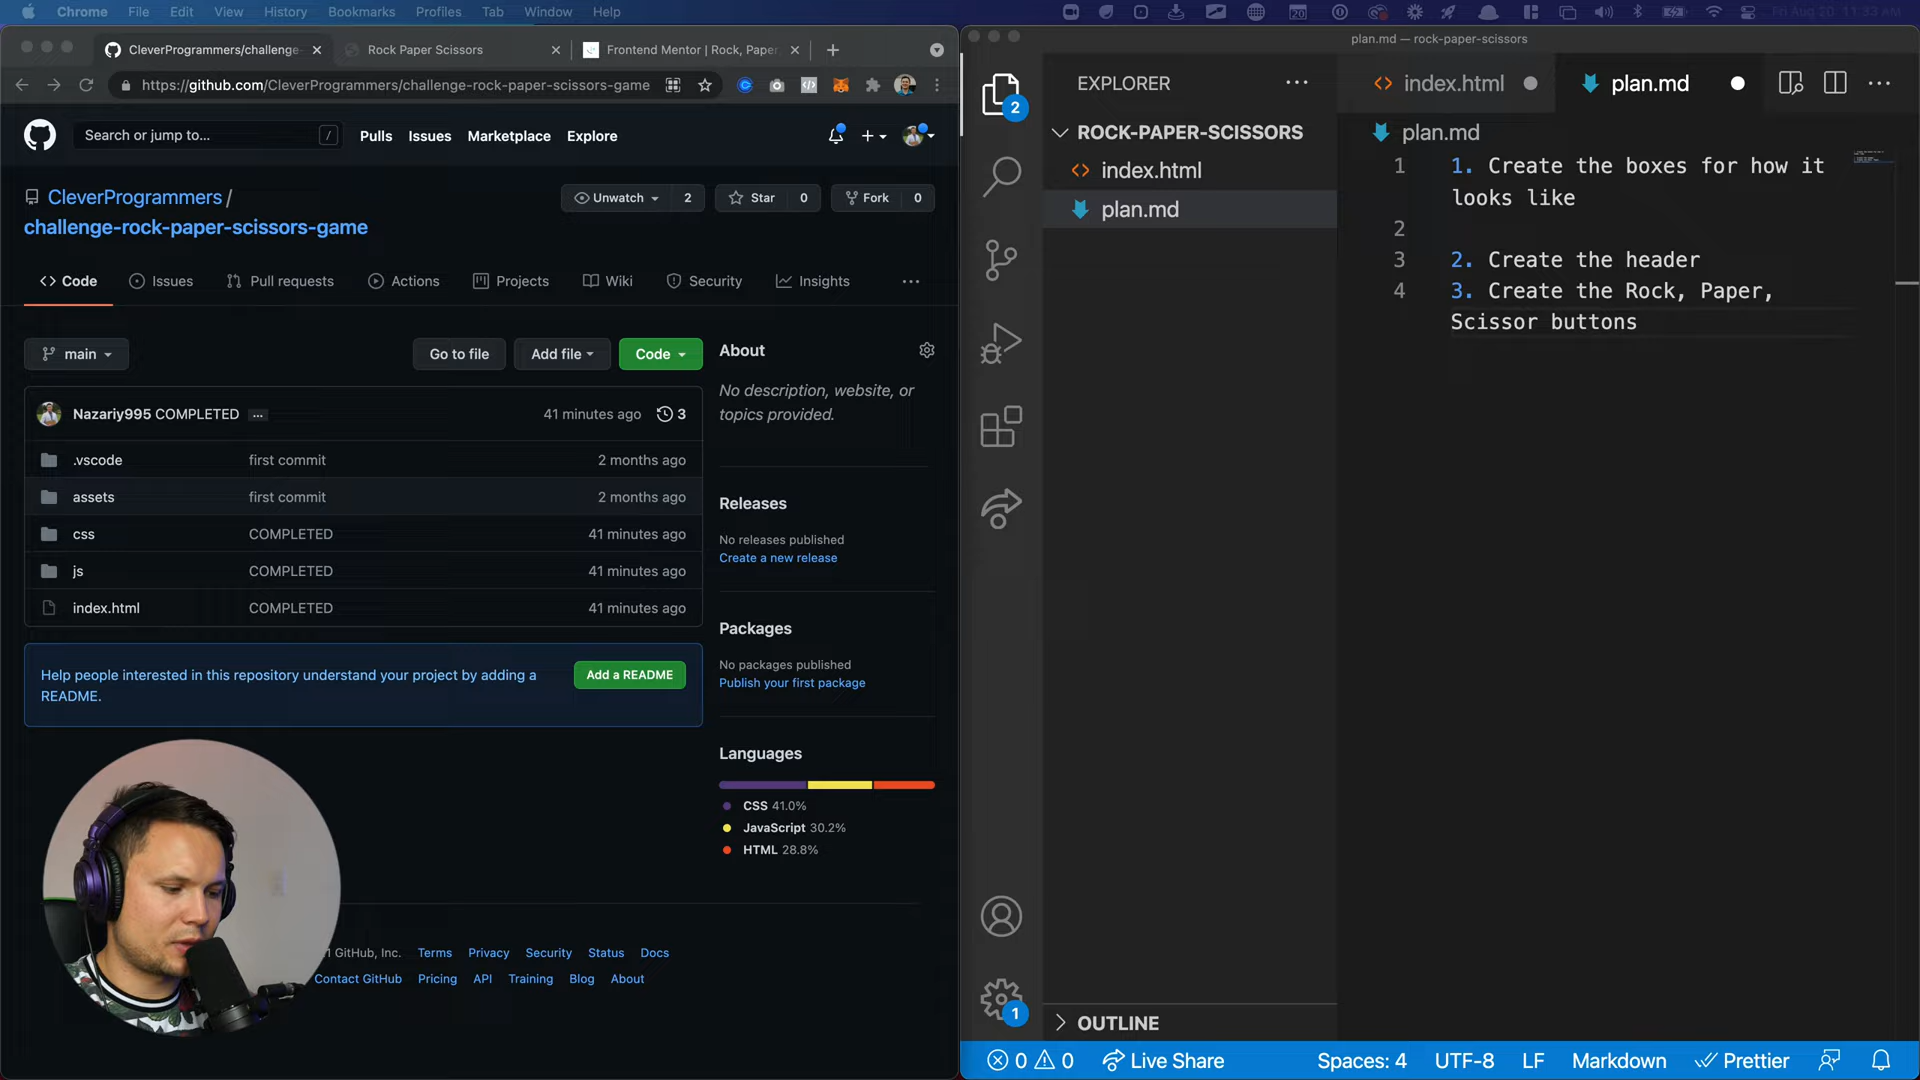 Chrome File Edit View History Bookmarks Profiles Tab Window Help
20
Fri Aug 20 11:33 AM
CleverProgrammers/challenge- Rock Paper Scissors Frontend Mentor | Rock, Paper
https://github.com/CleverProgrammers/challenge-rock-paper-scissors-game
Search or jump to... / Pulls Issues Marketplace Explore
CleverProgrammers /
challenge-rock-paper-scissors-game
Unwatch 2 Star 0 Fork 0
Code Issues Pull requests Actions Projects Wiki Security Insights
main Go to file Add file Code
Nazariy995 COMPLETED ... 41 minutes ago 3
.vscode first commit 2 months ago
assets first commit 2 months ago
css COMPLETED 41 minutes ago
js COMPLETED 41 minutes ago
index.html COMPLETED 41 minutes ago
Help people interested in this repository understand your project by adding a
README.
Add a README
About
No description, website, or
topics provided.
Releases
No releases published
Create a new release
Packages
No packages published
Publish your first package
Languages
CSS 41.0%
JavaScript 30.2%
HTML 28.8%
GitHub, Inc. Terms Privacy Security Status Docs
Contact GitHub Pricing API Training Blog About
plan.md — rock-paper-scissors
2
1
EXPLORER
ROCK-PAPER-SCISSORS
index.html
plan.md
OUTLINE
index.html plan.md
plan.md
1 1. Create the boxes for how it
looks like
2
3 2. Create the header
4 3. Create the Rock, Paper,
Scissor buttons
0 0 Live Share Spaces: 4 UTF-8 LF Markdown Prettier